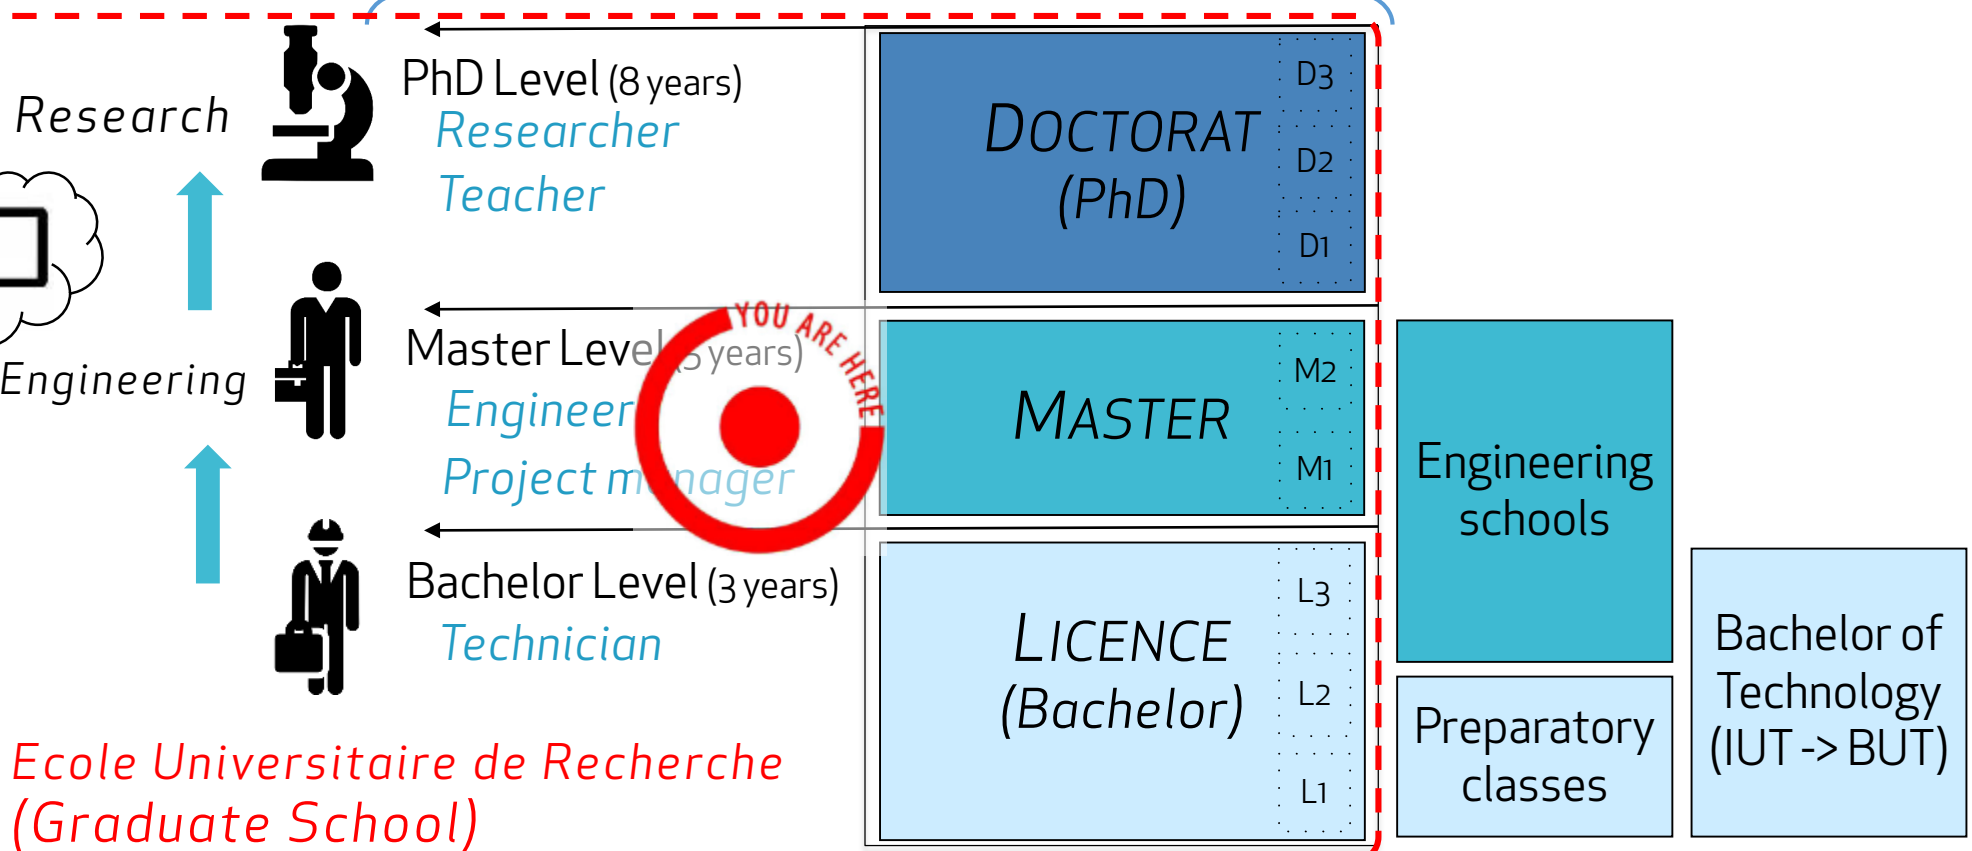 Research
PhD Level (8 years)
Researcher
Teacher
DOCTORAT
(PhD)
D3
D2
D1
Engineering
Master Level (5 years)
Engineer
Project manager
YOU ARE HERE
MASTER
M2
M1
Engineering
schools
Bachelor Level (3 years)
Technician
LICENCE
(Bachelor)
L3
L2
L1
Preparatory
classes
Bachelor of
Technology
(IUT -> BUT)
Ecole Universitaire de Recherche
(Graduate School)